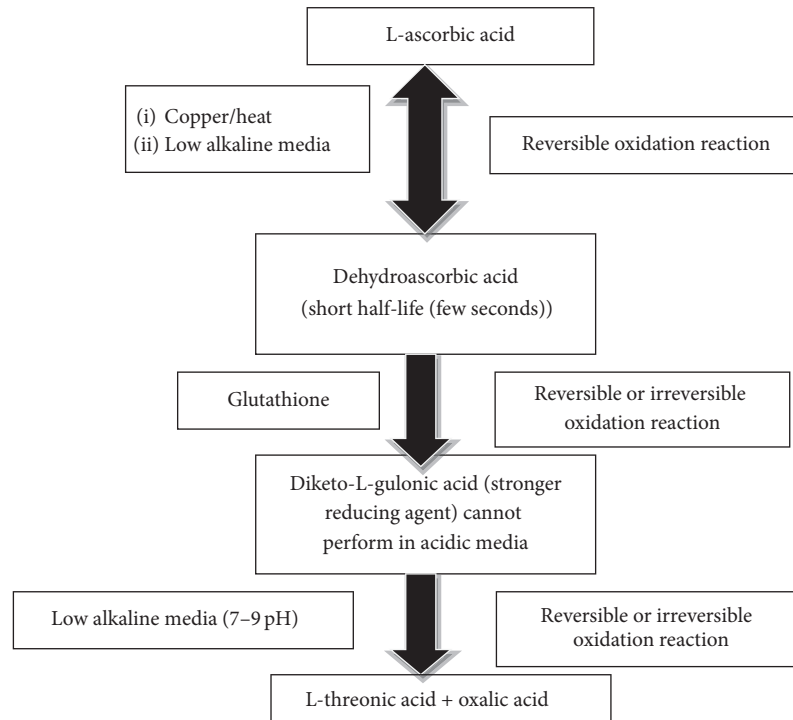 L-ascorbic acid
(i) Copper/heat
(ii) Low alkaline media
Reversible oxidation reaction
Dehydroascorbic acid
(short half-life (few seconds))
Glutathione
Reversible or irreversible
oxidation reaction
Diketo-L-gulonic acid (stronger
reducing agent) cannot
perform in acidic media
Low alkaline media (7–9 pH)
Reversible or irreversible
oxidation reaction
L-threonic acid + oxalic acid